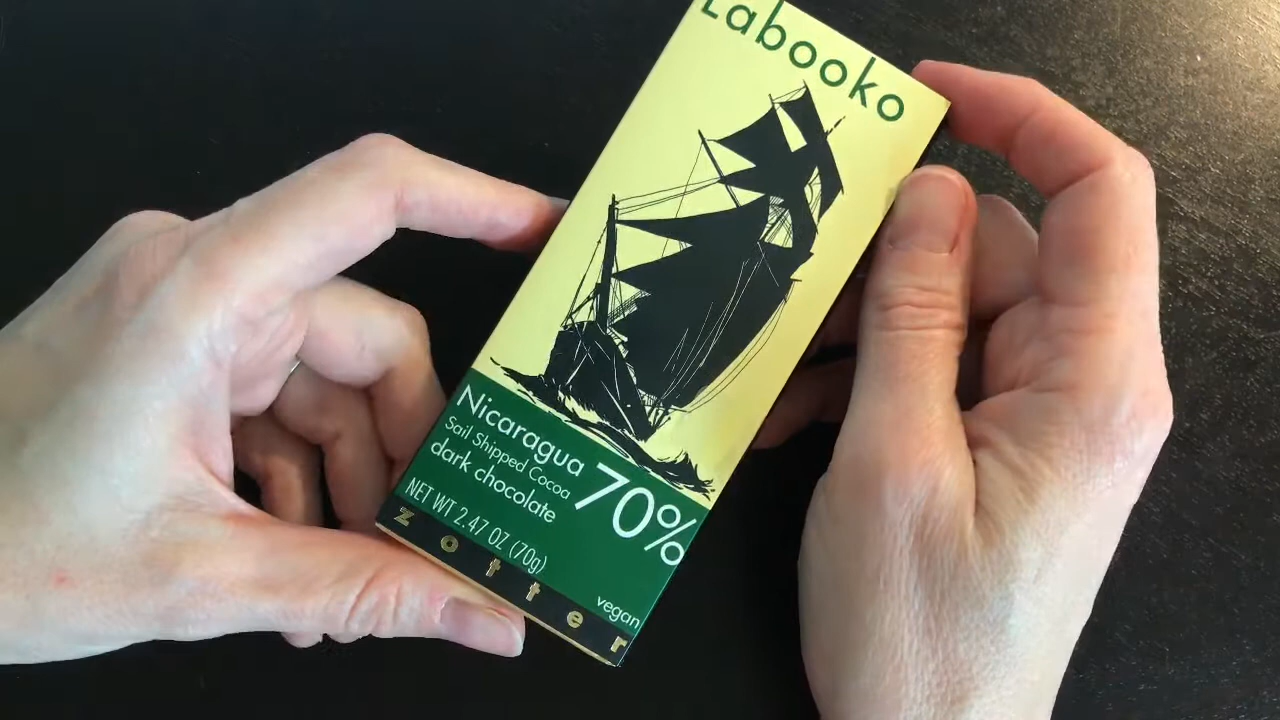 Labooko
Nicaragua
Sail Shipped Cocoa
dark chocolate
70%
NET WT 2.47 OZ (70g)
vegan
zotter